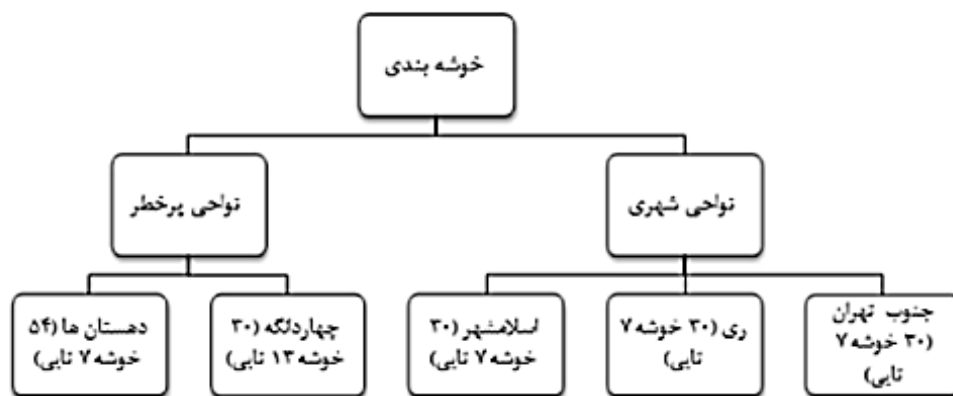 خوشه بندی
نواحی شهری
نواحی پرخطر
جنوب تهران
(۳۰ خوشه ۷
تایی)
ری (۳۰ خوشه ۷
تایی)
اسلامشهر (۳۰
خوشه ۷ تایی)
چهاردانگه (۳۰
خوشه ۱۳ تایی)
دهستان ها (۵۴
خوشه ۷ تایی)